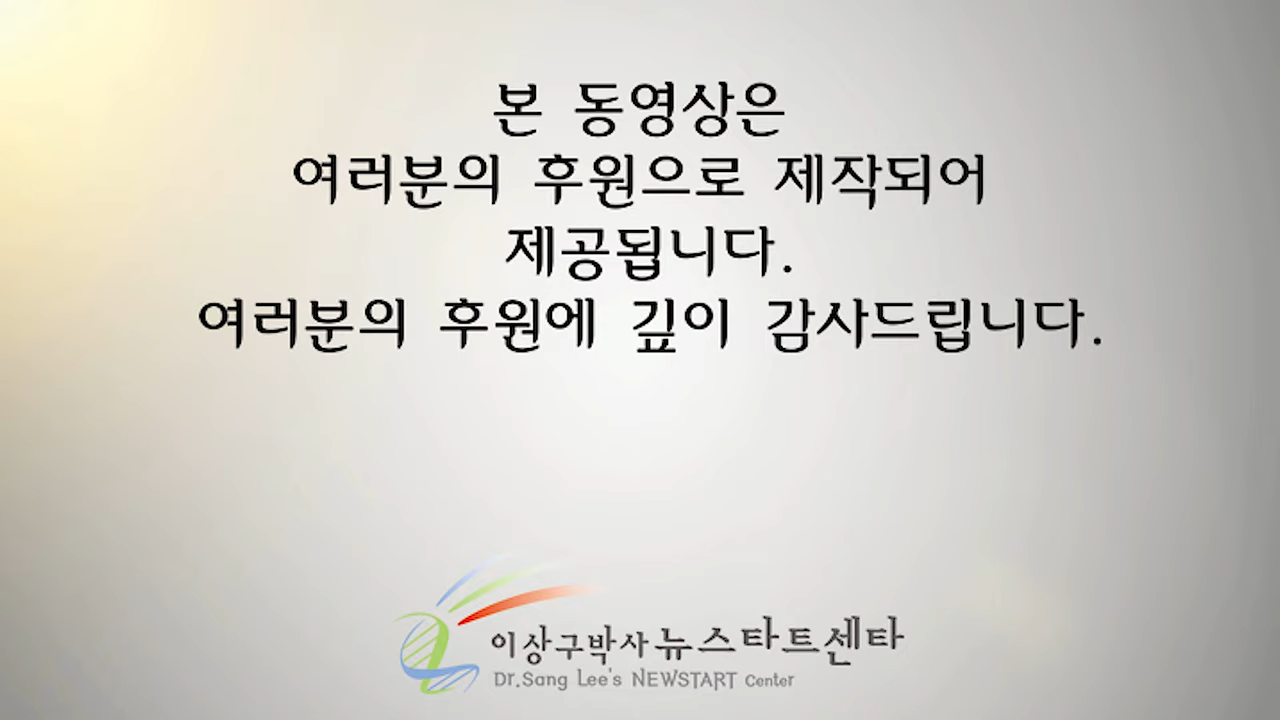 본 동영상은
여러분의 후원으로 제작되어
제공됩니다.
여러분의 후원에 깊이 감사드립니다.
이상구박사 뉴스타트센타
Dr.Sang Lee's NEWSTART Center